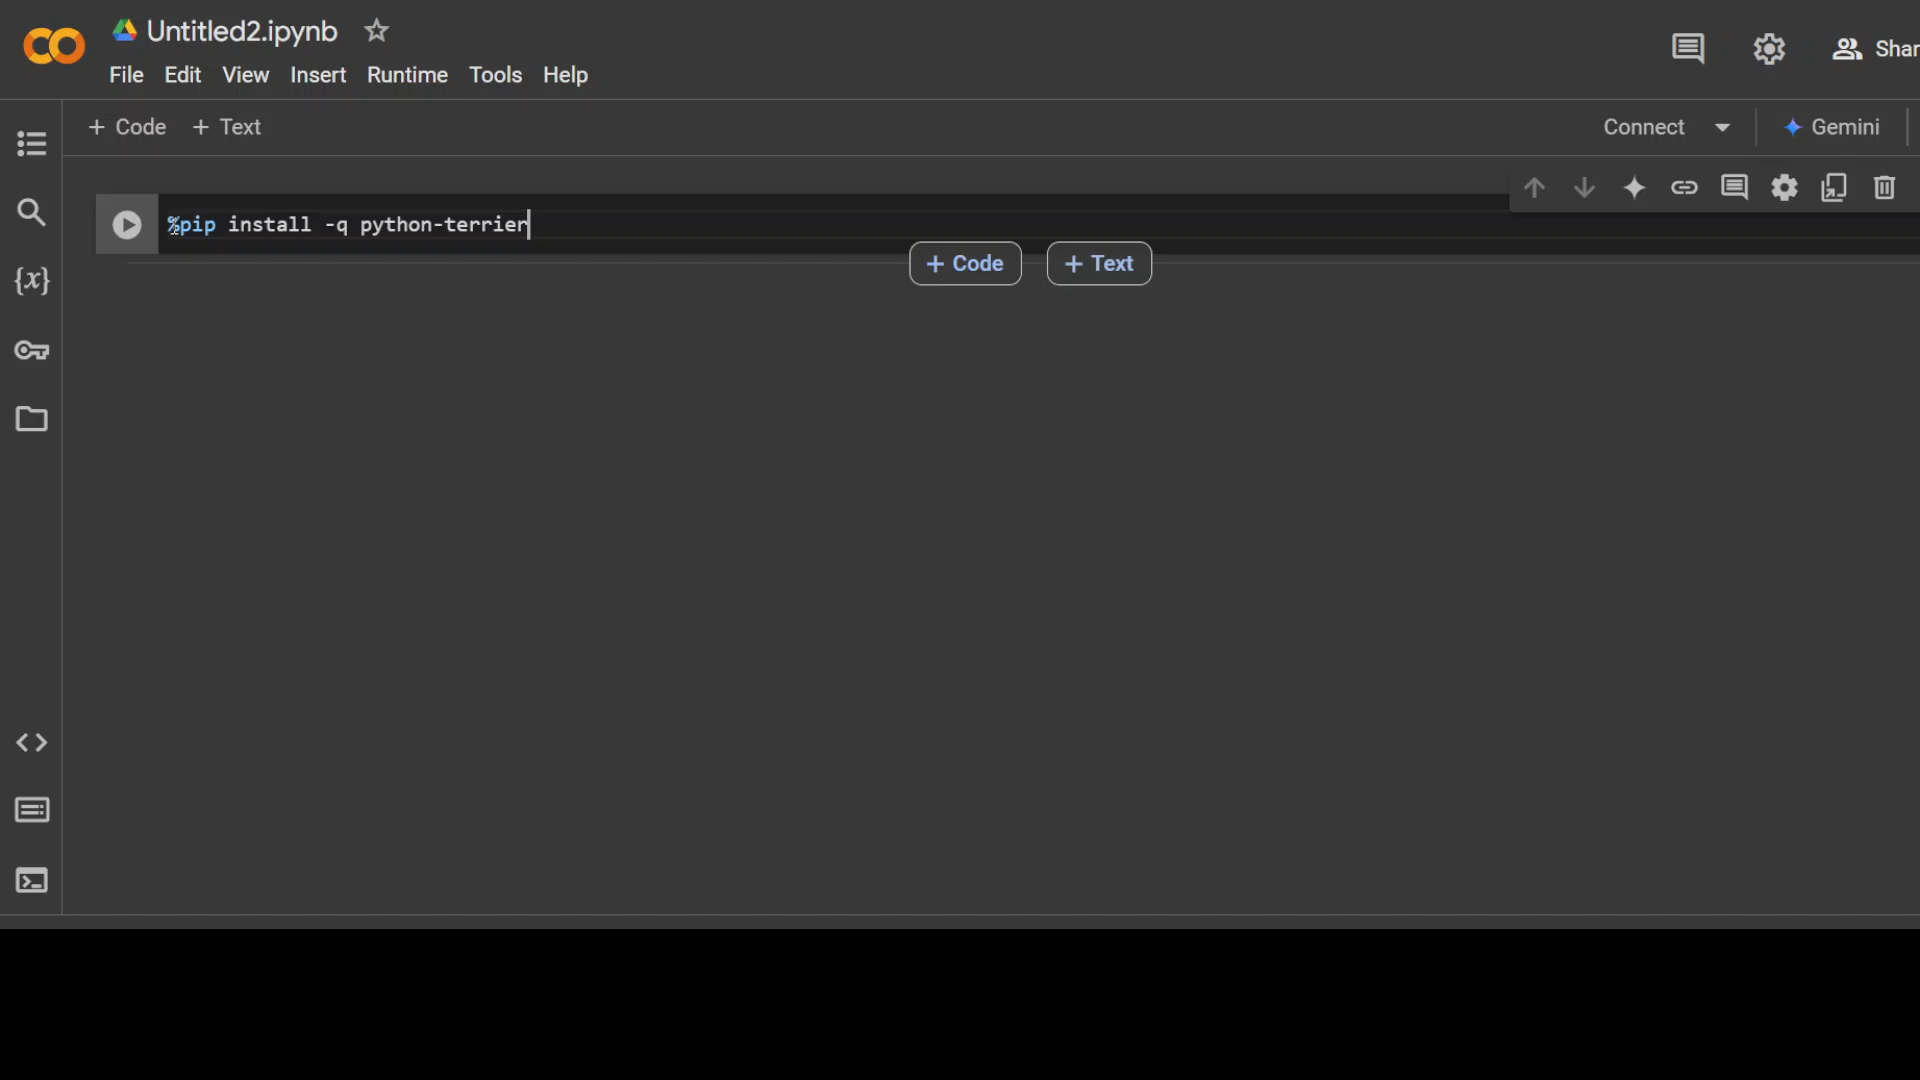 Untitled2.ipynb
Shar
File Edit View Insert Runtime Tools Help
+ Code + Text
Connect
Gemini
{x}
%pip install -q python-terrier
+ Code + Text